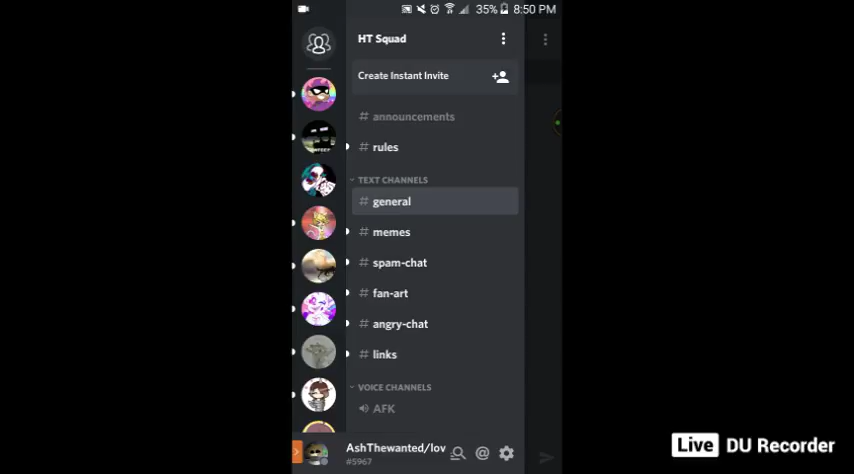 35% 8:50 PM
HT Squad
Create Instant Invite
# announcements
# rules
TEXT CHANNELS
# general
# memes
# spam-chat
# fan-art
# angry-chat
# links
VOICE CHANNELS
AFK
AshThewanted/lov
#5967
Live DU Recorder